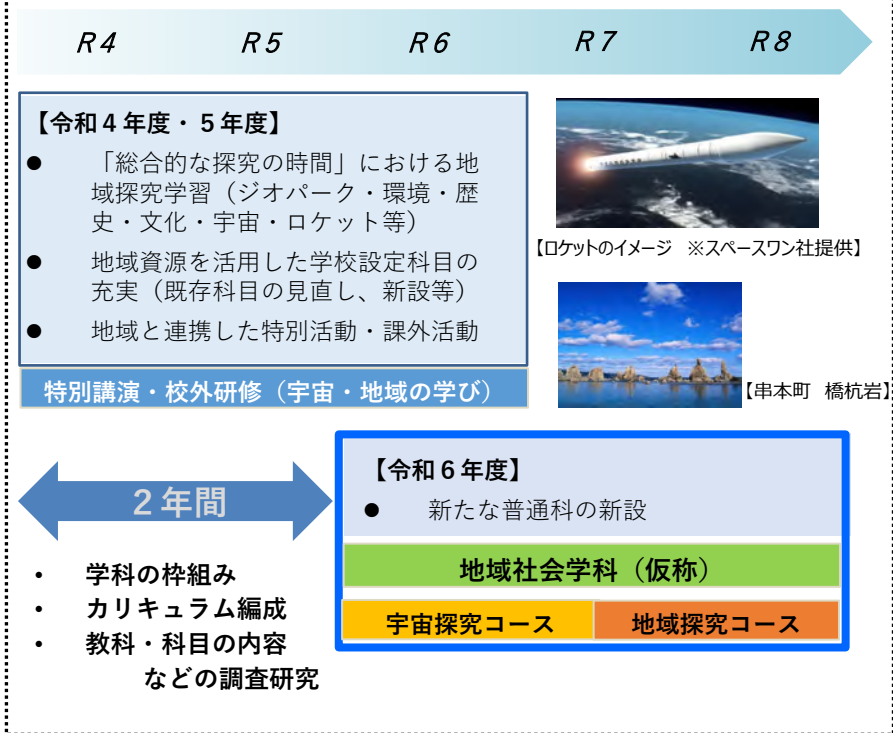 R4 R5 R6 R7 R8
【令和4年度・5年度】
● 「総合的な探究の時間」における地
域探究学習（ジオパーク・環境・歴
史・文化・宇宙・ロケット等）
● 地域資源を活用した学校設定科目の
充実（既存科目の見直し、新設等）
● 地域と連携した特別活動・課外活動
特別講演・校外研修（宇宙・地域の学び）
【ロケットのイメージ ※スペースワン社提供】
【串本町 橋杭岩】
2年間
• 学科の枠組み
• カリキュラム編成
• 教科・科目の内容
などの調査研究
【令和6年度】
● 新たな普通科の新設
地域社会学科（仮称）
宇宙探究コース
地域探究コース